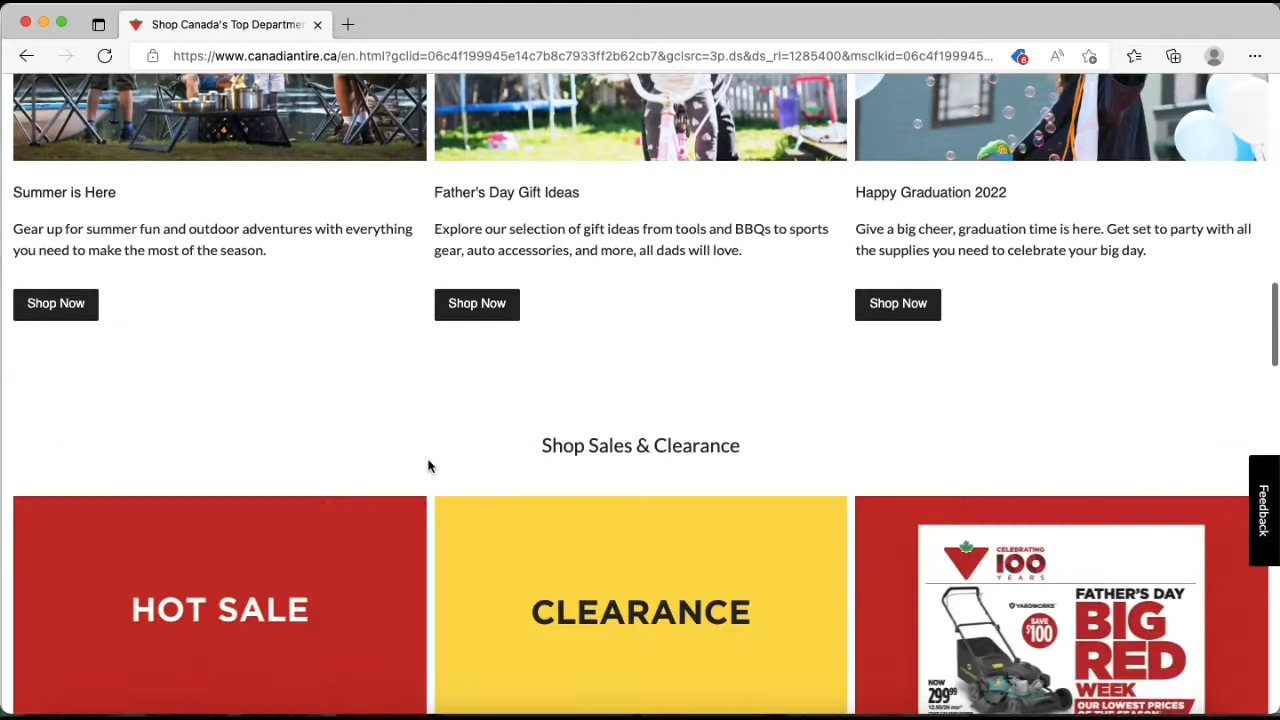 Shop Canada's Top Departmen
https://www.canadiantire.ca/en.html?gclid=06c4f199945e14c7b8c7933ff2b62cb7&gclsrc=3p.ds&ds_rl=1285400&msclkid=06c4f199945...
6
Summer is Here
Gear up for summer fun and outdoor adventures with everything
you need to make the most of the season.
Shop Now
Father's Day Gift Ideas
Explore our selection of gift ideas from tools and BBQs to sports
gear, auto accessories, and more, all dads will love.
Shop Now
Happy Graduation 2022
Give a big cheer, graduation time is here. Get set to party with all
the supplies you need to celebrate your big day.
Shop Now
Shop Sales & Clearance
Feedback
HOT SALE
CLEARANCE
CELEBRATING
100
YEARS
YARDWORKS
SAVE
$100
FATHER'S DAY
BIG
RED
WEEK
OUR LOWEST PRICES
OF THE SEASON
NOW
299.99